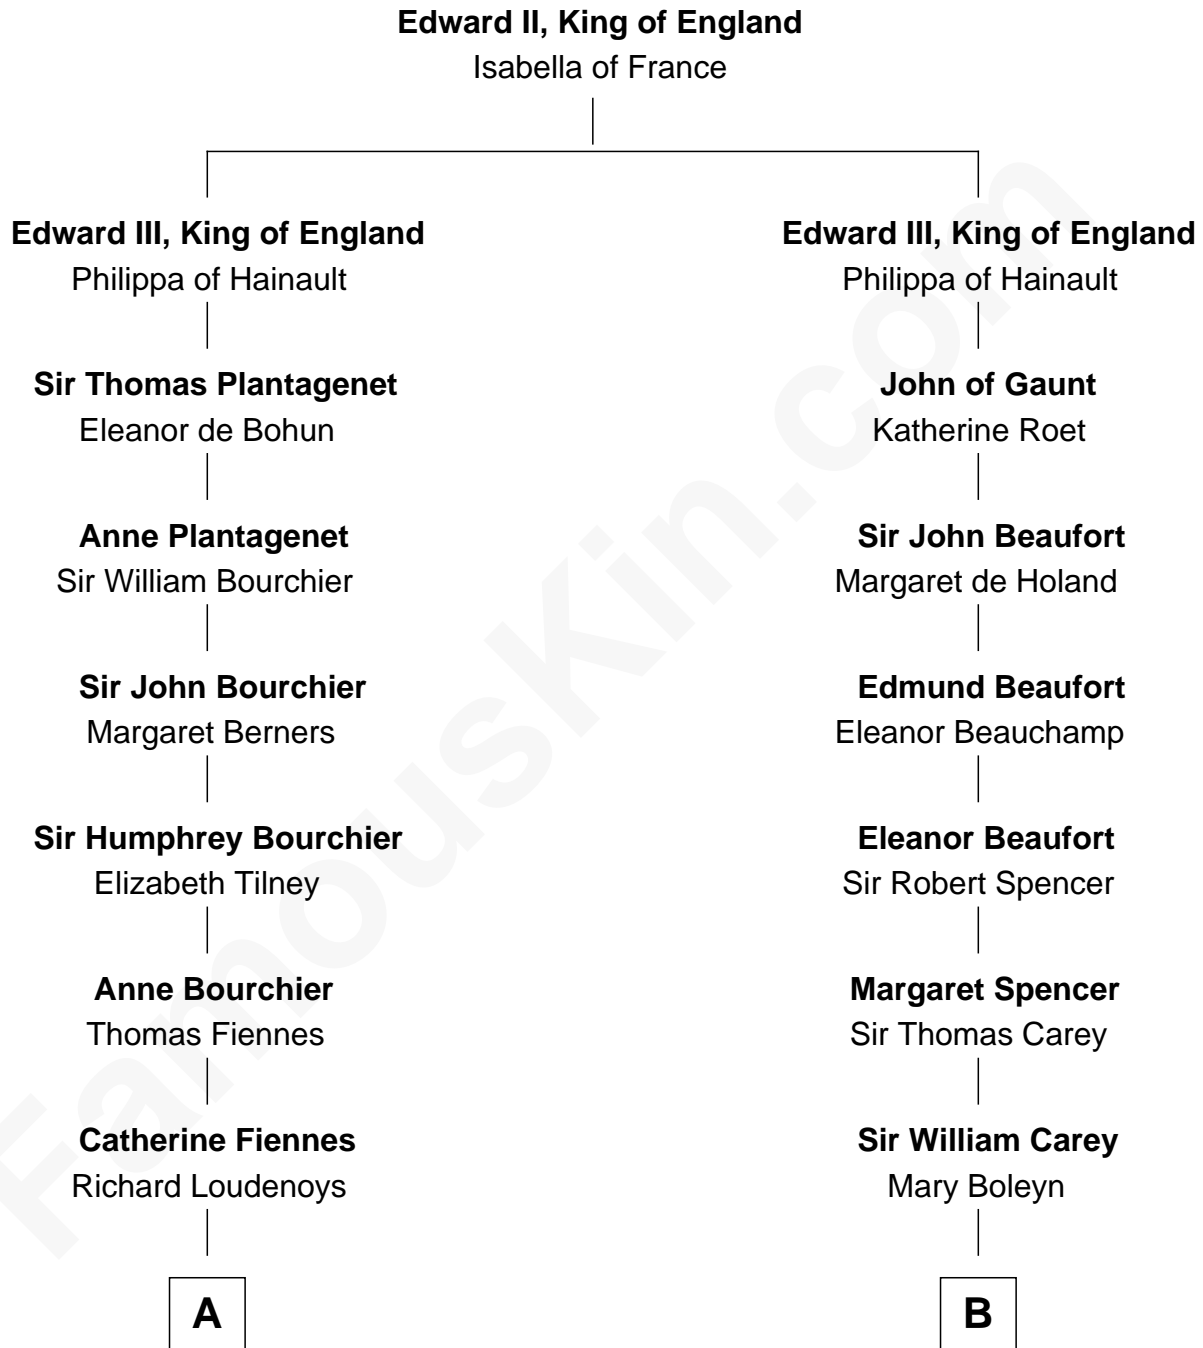 Edward II, King of England
Isabella of France
Edward III, King of England
Philippa of Hainault
Edward III, King of England
Philippa of Hainault
Sir Thomas Plantagenet
Eleanor de Bohun
John of Gaunt
Katherine Roet
Anne Plantagenet
Sir William Bourchier
Sir John Beaufort
Margaret de Holand
Sir John Bourchier
Margaret Berners
Edmund Beaufort
Eleanor Beauchamp
Sir Humphrey Bourchier
Elizabeth Tilney
Eleanor Beaufort
Sir Robert Spencer
Anne Bourchier
Thomas Fiennes
Margaret Spencer
Sir Thomas Carey
Catherine Fiennes
Richard Loudenoys
Sir William Carey
Mary Boleyn
A
B
FamousKin.com